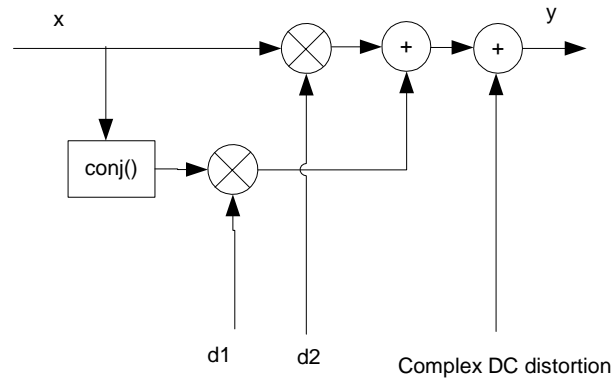 x
y
+
+
conj()
d1
d2
Complex DC distortion